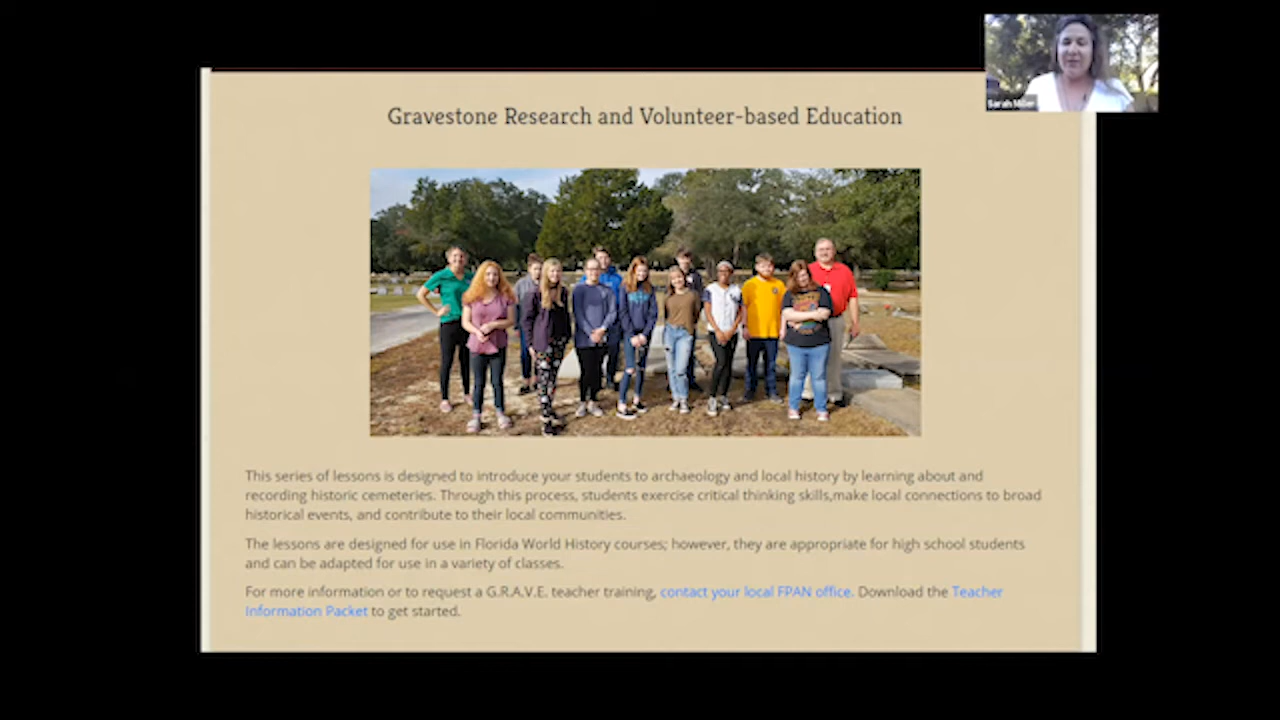 Sarah Miller
Gravestone Research and Volunteer-based Education
This series of lessons is designed to introduce your students to archaeology and local history by learning about and
recording historic cemeteries. Through this process, students exercise critical thinking skills,make local connections to broad
historical events, and contribute to their local communities.
The lessons are designed for use in Florida World History courses; however, they are appropriate for high school students
and can be adapted for use in a variety of classes.
For more information or to request a G.R.A.V.E. teacher training, contact your local FPAN office. Download the Teacher
Information Packet to get started.